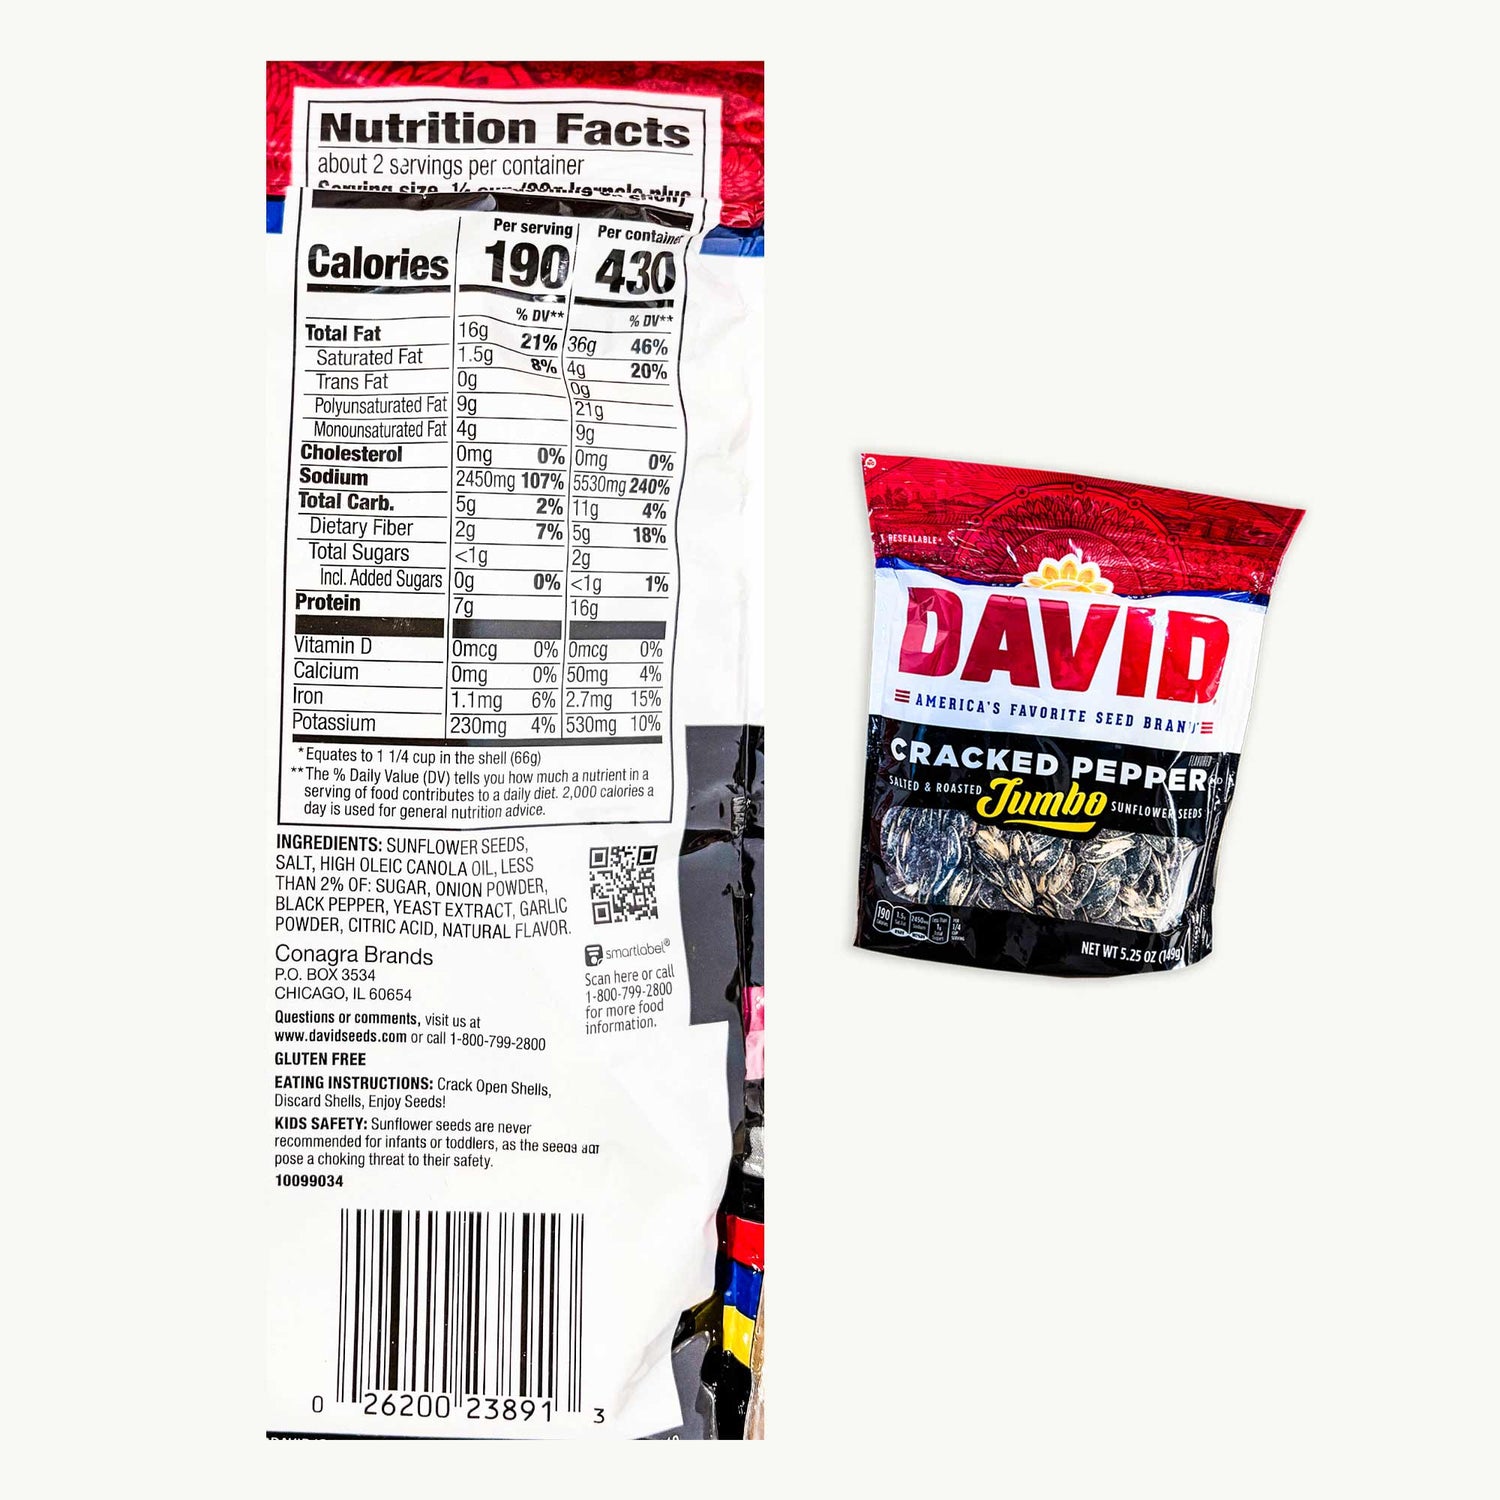 Nutrition Facts
about 2 servings per container
Serving size
Per serving Per container
Calories 190 430
% DV** % DV**
Total Fat 16g 21% 36g 46%
Saturated Fat 1.5g 8% 4g 20%
Trans Fat 0g 0g
Polyunsaturated Fat 9g 21g
Monounsaturated Fat 4g 9g
Cholesterol 0mg 0% 0mg 0%
Sodium 2450mg 107% 5530mg 240%
Total Carb. 5g 2% 11g 4%
Dietary Fiber 2g 7% 5g 18%
Total Sugars <1g 2g
Incl. Added Sugars 0g 0% <1g 1%
Protein 7g 16g
Vitamin D 0mcg 0% 0mcg 0%
Calcium 0mg 0% 50mg 4%
Iron 1.1mg 6% 2.7mg 15%
Potassium 230mg 4% 530mg 10%
*Equates to 1 1/4 cup in the shell (66g)
**The % Daily Value (DV) tells you how much a nutrient in a
serving of food contributes to a daily diet. 2,000 calories a
day is used for general nutrition advice.
INGREDIENTS: SUNFLOWER SEEDS,
SALT, HIGH OLEIC CANOLA OIL, LESS
THAN 2% OF: SUGAR, ONION POWDER,
BLACK PEPPER, YEAST EXTRACT, GARLIC
POWDER, CITRIC ACID, NATURAL FLAVOR.
Conagra Brands
P.O. BOX 3534
CHICAGO, IL 60654
smartlabel®
Scan here or call
1-800-799-2800
for more food
information.
Questions or comments, visit us at
www.davidseeds.com or call 1-800-799-2800
GLUTEN FREE
EATING INSTRUCTIONS: Crack Open Shells,
Discard Shells, Enjoy Seeds!
KIDS SAFETY: Sunflower seeds are never
recommended for infants or toddlers, as the seeds
pose a choking threat to their safety.
10099034
0 26200 23891 3
RESEALABLE
DAVID
AMERICA'S FAVORITE SEED BRAND
CRACKED PEPPER
FLAVORED
SALTED & ROASTED Jumbo SUNFLOWER SEEDS
190 1.5g 2450mg
PER 1/4 CUP SERVING
NET WT 5.25 OZ (149g)